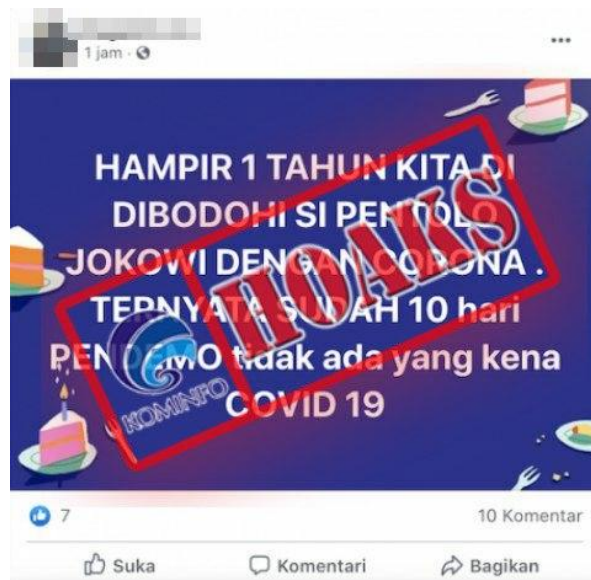 1 jam
HAMPIR 1 TAHUN KITA DI
DIBODOHI SI PENTOLO
JOKOWI DENGAN CORONA .
TERNYATA SUDAH 10 hari
PENDEMO tidak ada yang kena
COVID 19
HOAKS
KOMINFO
7
10 Komentar
Suka
Komentari
Bagikan